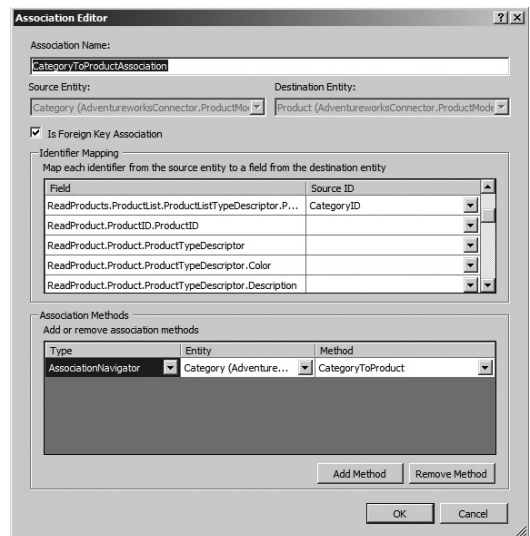 Association Editor
Association Name:
CategoryToProductAssociation
Source Entity: Destination Entity:
Category (AdventureworksConnector.ProductMo Product (AdventureworksConnector.ProductMode
Is Foreign Key Association
Identifier Mapping
Map each identifier from the source entity to a field from the destination entity
Field Source ID
ReadProducts.ProductList.ProductListTypeDescriptor.P... CategoryID
ReadProduct.ProductID.ProductID
ReadProduct.Product.ProductTypeDescriptor
ReadProduct.Product.ProductTypeDescriptor.Color
ReadProduct.Product.ProductTypeDescriptor.Description
Association Methods
Add or remove association methods
Type Entity Method
AssociationNavigator Category (Adventure... CategoryToProduct
Add Method Remove Method
OK Cancel